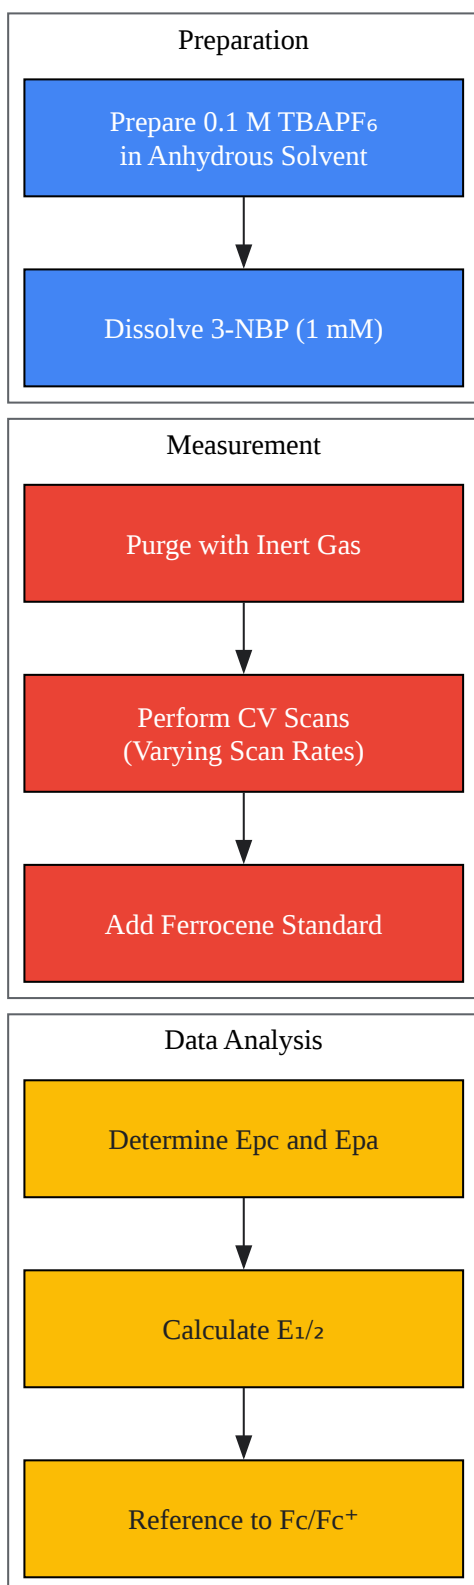 Preparation
Prepare 0.1 M TBAPF₆
in Anhydrous Solvent
Dissolve 3-NBP (1 mM)
Measurement
Purge with Inert Gas
Perform CV Scans
(Varying Scan Rates)
Add Ferrocene Standard
Data Analysis
Determine Epc and Epa
Calculate E₁/₂
Reference to Fc/Fc⁺